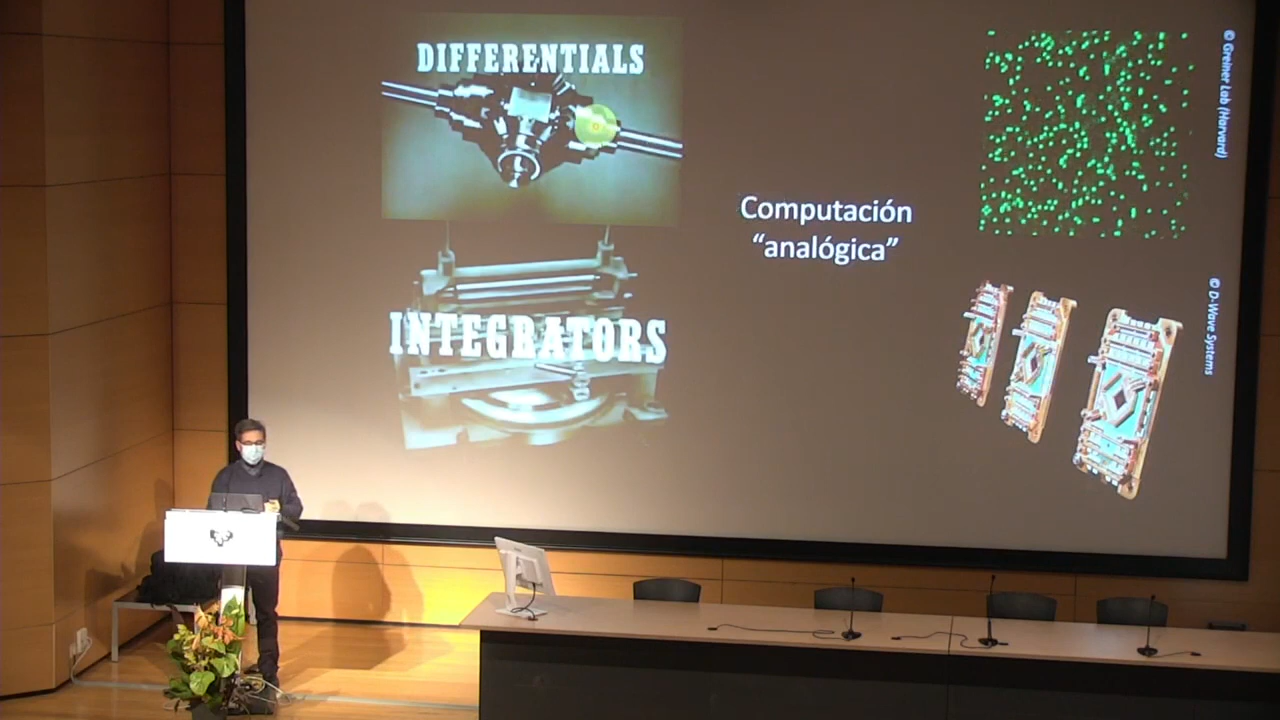 DIFFERENTIALS
INTEGRATORS
Computación
“analógica”
© Greiner Lab (Harvard)
© D-Wave Systems